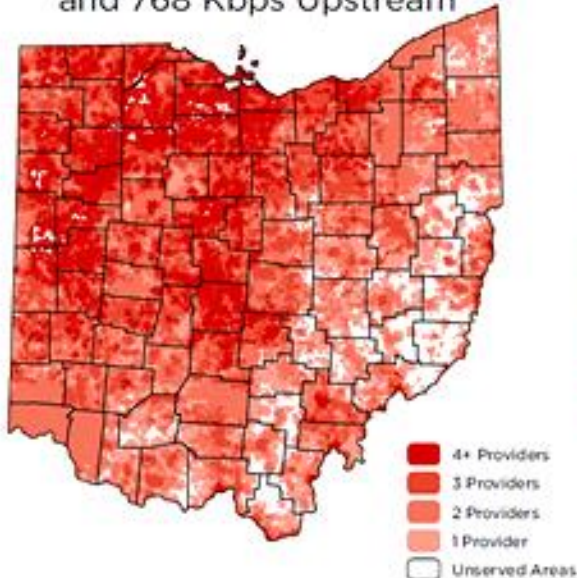 and 768 Kbps Upstream
4+ Providers
3 Providers
2 Providers
1 Provider
Unserved Areas